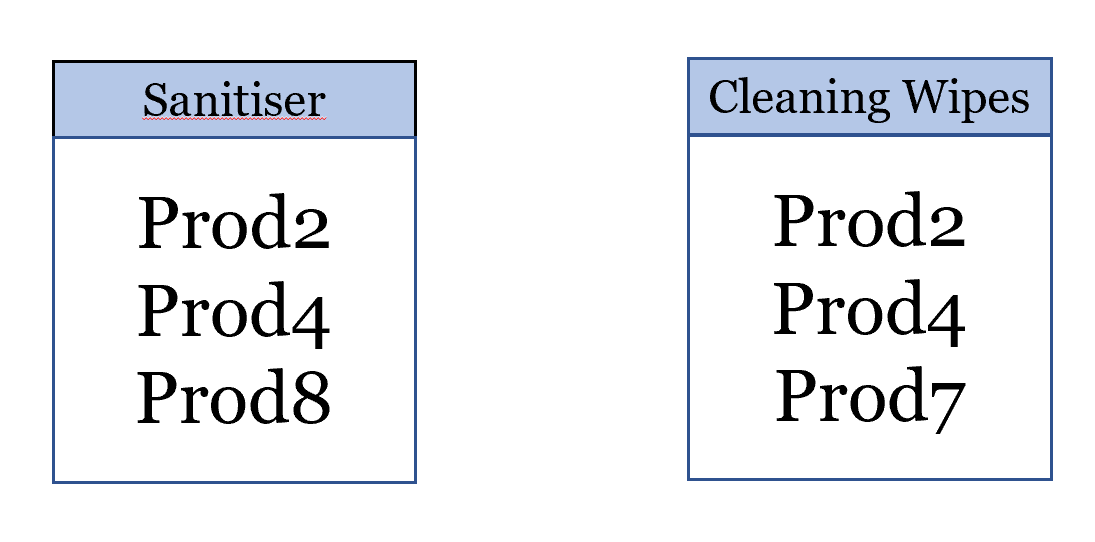 Sanitiser
Prod2
Prod4
Prod8
Cleaning Wipes
Prod2
Prod4
Prod7